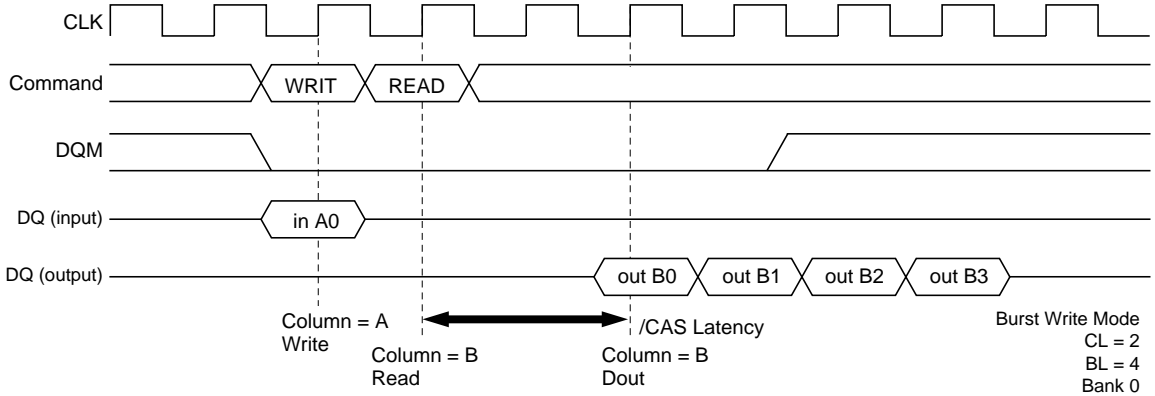 CLK
Command
WRIT
READ
DQM
DQ (input)
in A0
DQ (output)
out B0
out B1
out B2
out B3
Column = A
Write
Column = B
Read
/CAS Latency
Column = B
Dout
Burst Write Mode
CL = 2
BL = 4
Bank 0